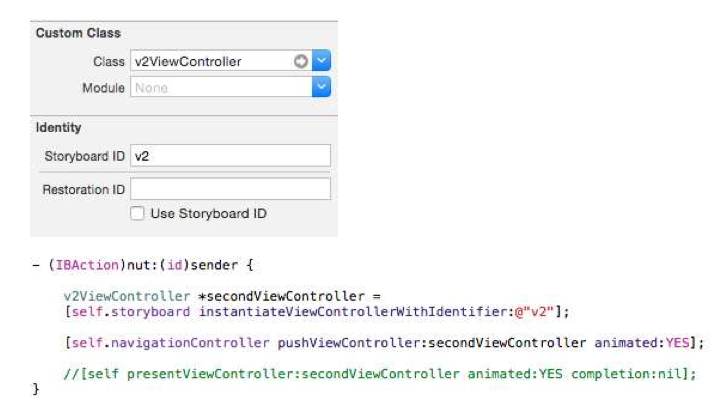 Custom Class
Class v2ViewController
Module None
Identity
Storyboard ID v2
Restoration ID
Use Storyboard ID
- (IBAction)nut:(id)sender {
v2ViewController *secondViewController =
[self.storyboard instantiateViewControllerWithIdentifier:@"v2"];
[self.navigationController pushViewController:secondViewController animated:YES];
//[self presentViewController:secondViewController animated:YES completion:nil];
}